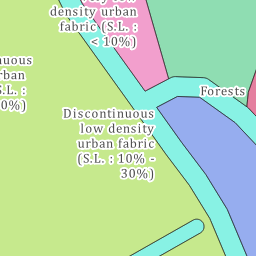 density urban
fabric (S.L. :
< 10%)
Forests
Discontinuous
low density
urban fabric
(S.L. : 10% -
30%)